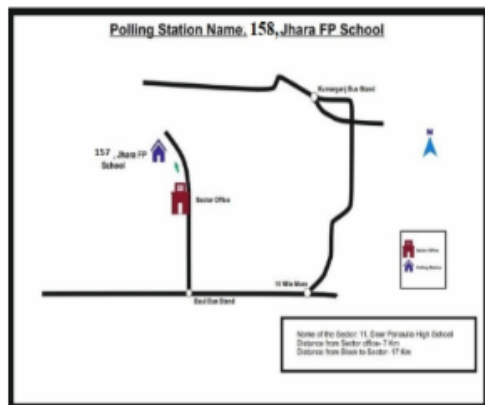 Polling Station Name. 158, Jhara FP School
Kumarganj Bus Stand
N
157, Jhara FP
School
Sector Office
Sector Office
Polling Station
10 Mile More
Baul Bus Stand
Name of the Sector: 11, Deor Panaulla High School
Distance from Sector office- 7 Km
Distance from Block to Sector- 17 Km